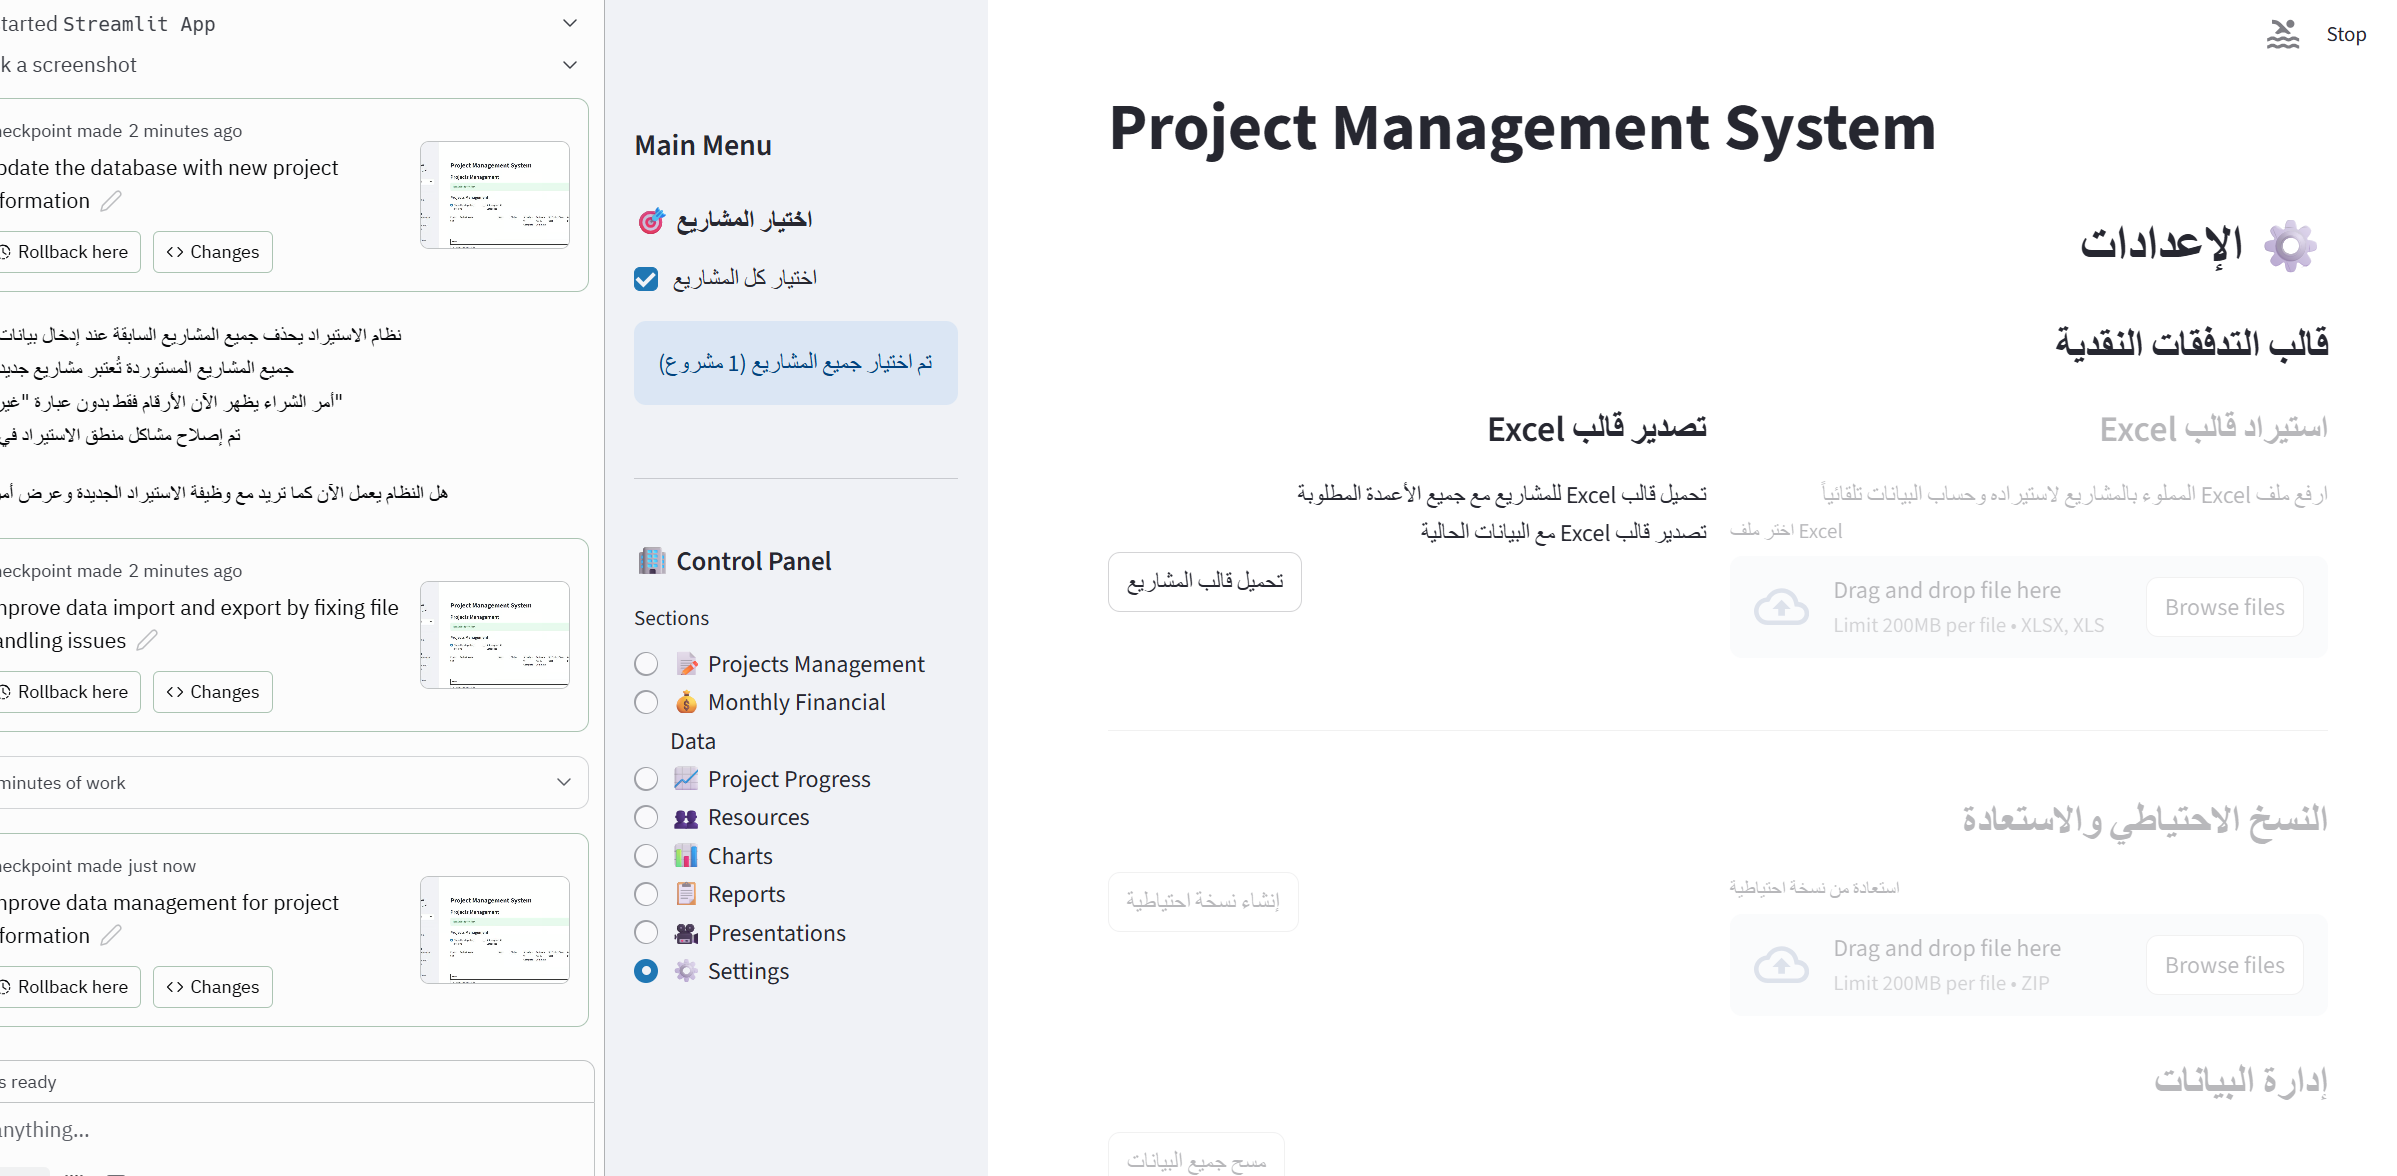 tarted Streamlit App
k a screenshot
eckpoint made 2 minutes ago
pdate the database with new project
formation
Rollback here
Changes
نظام الاستيراد يحذف جميع المشاريع السابقة عند إدخال بيانات
جميع المشاريع المستوردة تُعتبر مشاريع جديد
"أمر الشراء يظهر الآن الأرقام فقط بدون عبارة "غير
تم إصلاح مشاكل منطق الاستيراد في
هل النظام يعمل الآن كما تريد مع وظيفة الاستيراد الجديدة وعرض أم
eckpoint made 2 minutes ago
mprove data import and export by fixing file
andling issues
Rollback here
Changes
minutes of work
eckpoint made just now
mprove data management for project
formation
Rollback here
Changes
s ready
anything...
Main Menu
اختيار المشاريع
اختيار كل المشاريع
تم اختيار جميع المشاريع (1 مشروع)
Control Panel
Sections
Projects Management
Monthly Financial
Data
Project Progress
Resources
Charts
Reports
Presentations
Settings
Stop
Project Management System
الإعدادات
قالب التدفقات النقدية
استيراد قالب Excel
ارفع ملف Excel المملوء بالمشاريع لاستيراده وحساب البيانات تلقائياً
اختر ملف Excel
Drag and drop file here
Limit 200MB per file • XLSX, XLS
Browse files
تصدير قالب Excel
تحميل قالب Excel للمشاريع مع جميع الأعمدة المطلوبة
تصدير قالب Excel مع البيانات الحالية
تحميل قالب المشاريع
النسخ الاحتياطي والاستعادة
استعادة من نسخة احتياطية
Drag and drop file here
Limit 200MB per file • ZIP
Browse files
إنشاء نسخة احتياطية
إدارة البيانات
مسح جميع البيانات